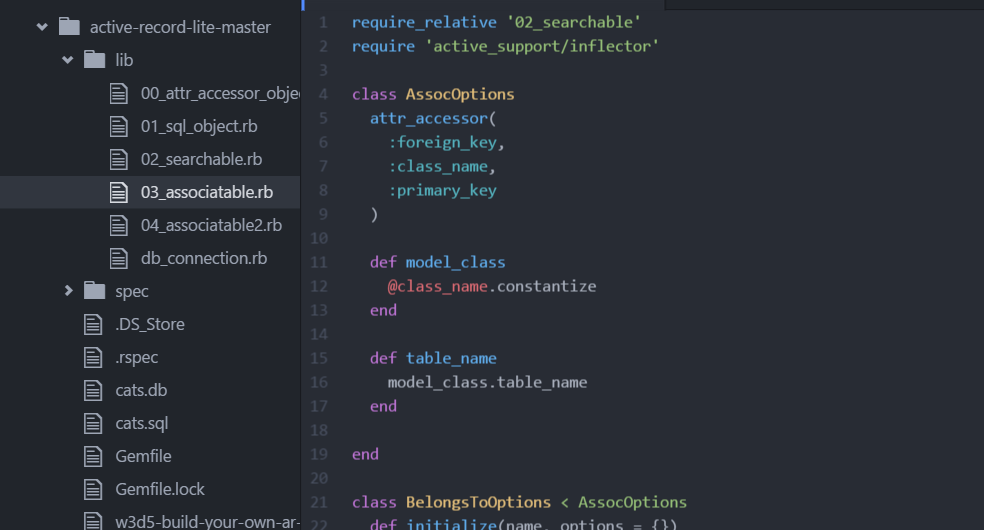 active-record-lite-master
lib
00_attr_accessor_obje
01_sql_object.rb
02_searchable.rb
03_associatable.rb
04_associatable2.rb
db_connection.rb
spec
.DS_Store
.rspec
cats.db
cats.sql
Gemfile
Gemfile.lock
w3d5-build-your-own-ar-
1 require_relative '02_searchable'
2 require 'active_support/inflector'
3
4 class AssocOptions
5   attr_accessor(
6     :foreign_key,
7     :class_name,
8     :primary_key
9   )
10
11   def model_class
12     @class_name.constantize
13   end
14
15   def table_name
16     model_class.table_name
17   end
18
19 end
20
21 class BelongsToOptions < AssocOptions
22   def initialize(name, options = {})